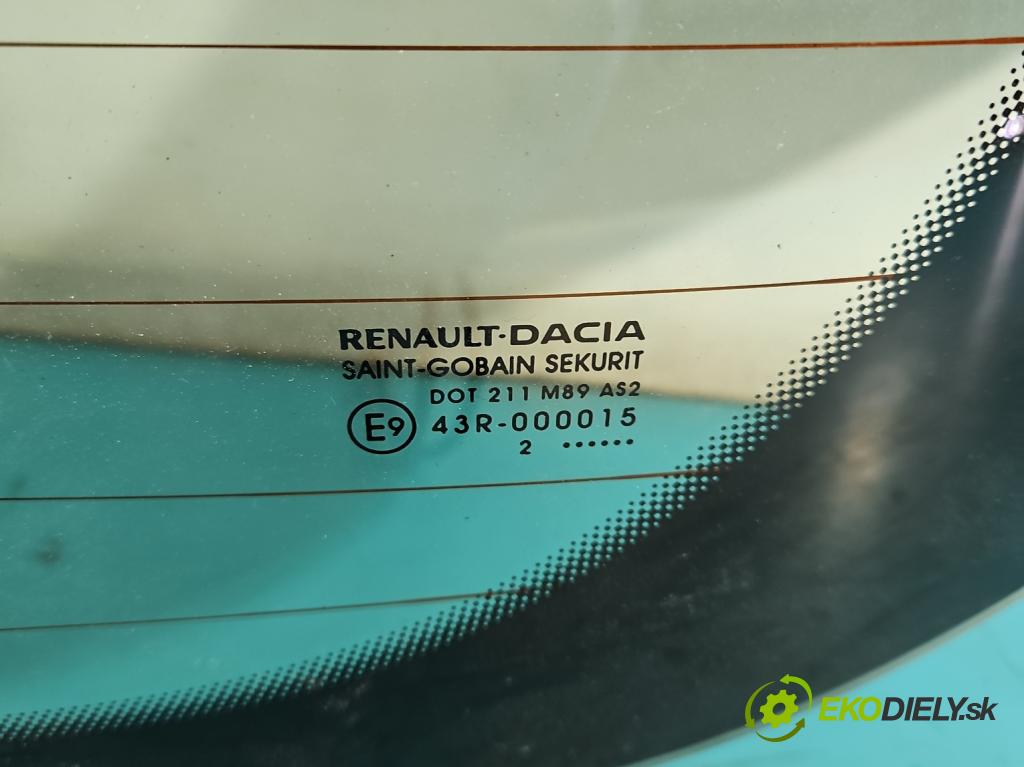 RENAULT·DACIA
SAINT-GOBAIN SEKURIT
DOT 211 M89 AS2
E9 43R-000015
2 ••••••
EKODIELY.sk